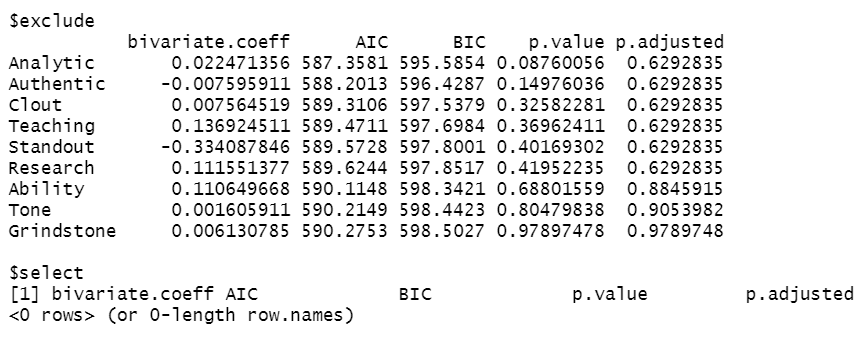 $exclude
bivariate.coeff AIC BIC p.value p.adjusted
Analytic 0.022471356 587.3581 595.5854 0.08760056 0.6292835
Authentic -0.007595911 588.2013 596.4287 0.14976036 0.6292835
Clout 0.007564519 589.3106 597.5379 0.32582281 0.6292835
Teaching 0.136924511 589.4711 597.6984 0.36962411 0.6292835
Standout -0.334087846 589.5728 597.8001 0.40169302 0.6292835
Research 0.111551377 589.6244 597.8517 0.41952235 0.6292835
Ability 0.110649668 590.1148 598.3421 0.68801559 0.8845915
Tone 0.001605911 590.2149 598.4423 0.80479838 0.9053982
Grindstone 0.006130785 590.2753 598.5027 0.97897478 0.9789748
$select
[1] bivariate.coeff AIC BIC p.value p.adjusted
<0 rows> (or 0-length row.names)